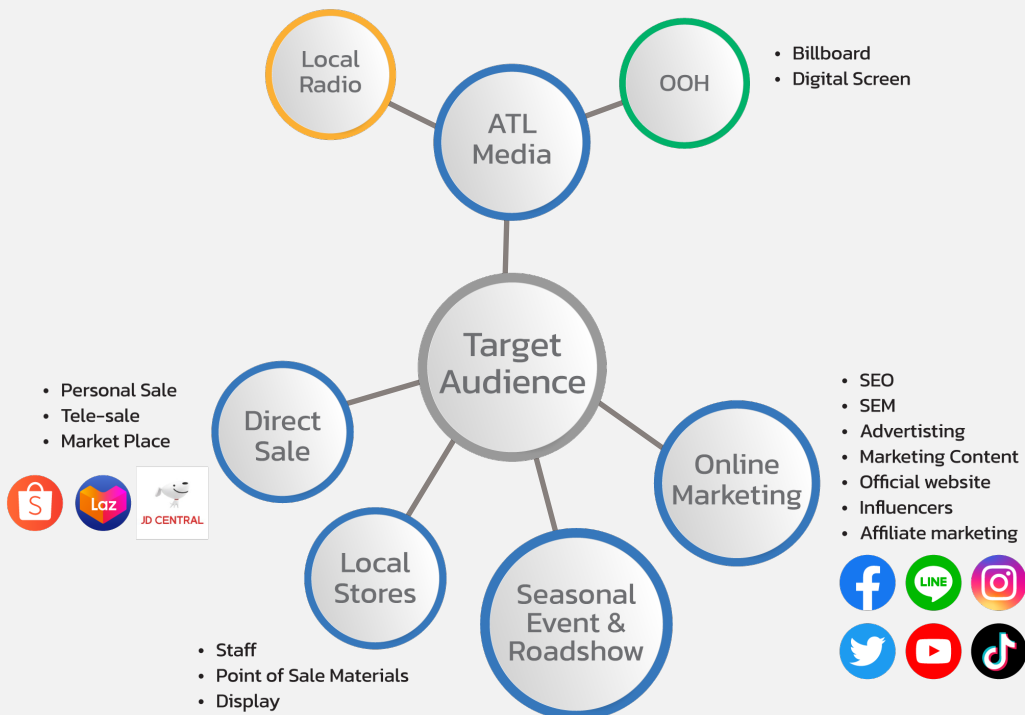 Local
Radio
ATL
Media
OOH
• Billboard
• Digital Screen
Target
Audience
• Personal Sale
• Tele-sale
• Market Place
S
Laz
JD CENTRAL
Direct
Sale
Local
Stores
• Staff
• Point of Sale Materials
• Display
Seasonal
Event &
Roadshow
Online
Marketing
• SEO
• SEM
• Advertisting
• Marketing Content
• Official website
• Influencers
• Affiliate marketing
LINE